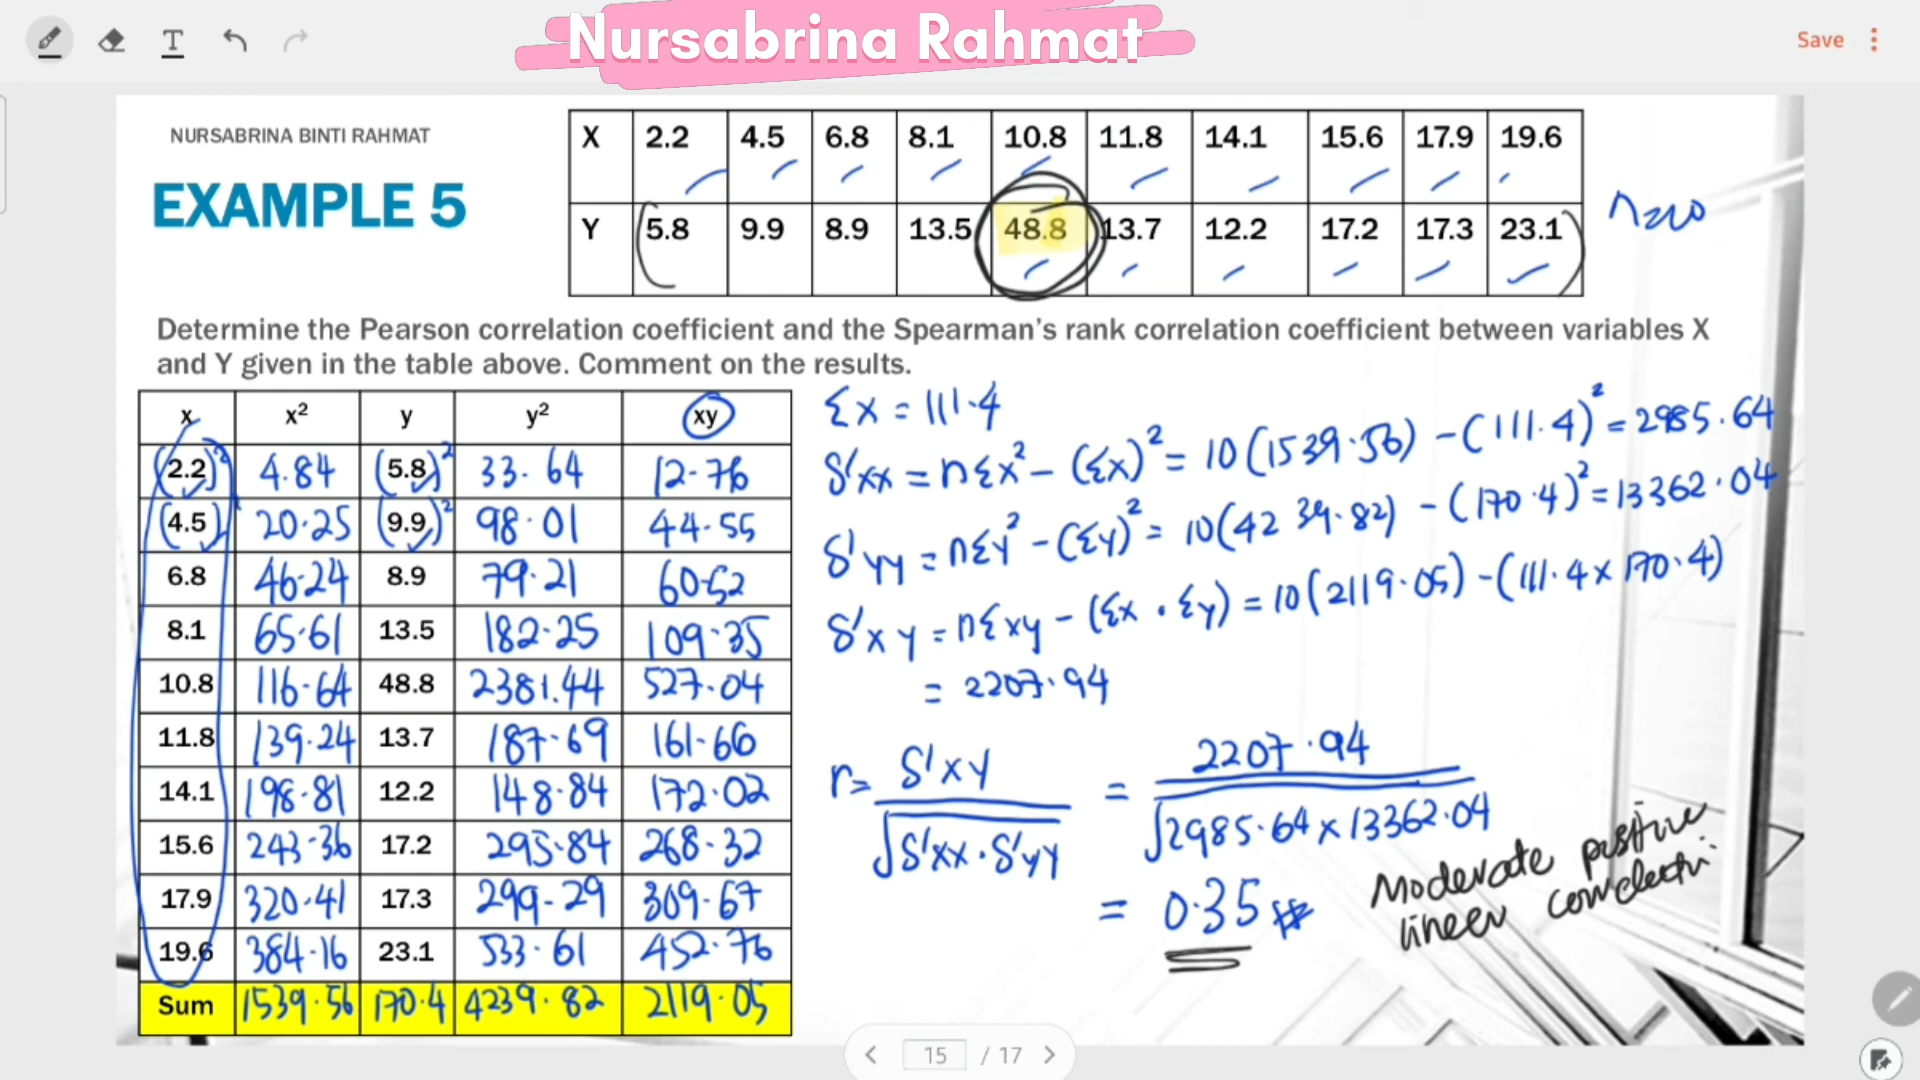 Nursabrina Rahmat
T
Save
NURSABRINA BINTI RAHMAT
EXAMPLE 5
X 2.2 4.5 6.8 8.1 10.8 11.8 14.1 15.6 17.9 19.6
Y 5.8 9.9 8.9 13.5 48.8 13.7 12.2 17.2 17.3 23.1
Determine the Pearson correlation coefficient and the Spearman's rank correlation coefficient between variables X
and Y given in the table above. Comment on the results.
x x² y y² xy
(2.2)² 4.84 (5.8)² 33.64 12.76
(4.5)² 20.25 (9.9)² 98.01 44.55
6.8 46.24 8.9 79.21 60.52
8.1 65.61 13.5 182.25 109.35
10.8 116.64 48.8 2381.44 527.04
11.8 139.24 13.7 187.69 161.66
14.1 198.81 12.2 148.84 172.02
15.6 243.36 17.2 295.84 268.32
17.9 320.41 17.3 299.29 309.67
19.6 384.16 23.1 533.61 452.76
Sum 1539.56 170.4 4239.82 2119.05
Σx = 111.4
S'xx = nΣx² - (Σx)² = 10(1539.56) - (111.4)² = 2985.64
S'yy = nΣy² - (Σy)² = 10(4239.82) - (170.4)² = 13362.04
S'xy = nΣxy - (Σx · Σy) = 10(2119.05) - (111.4 x 170.4)
= 2207.94
r = S'xy / √S'xx · S'yy = 2207.94 / √2985.64 x 13362.04
= 0.35
Moderate positive
linear
15 / 17